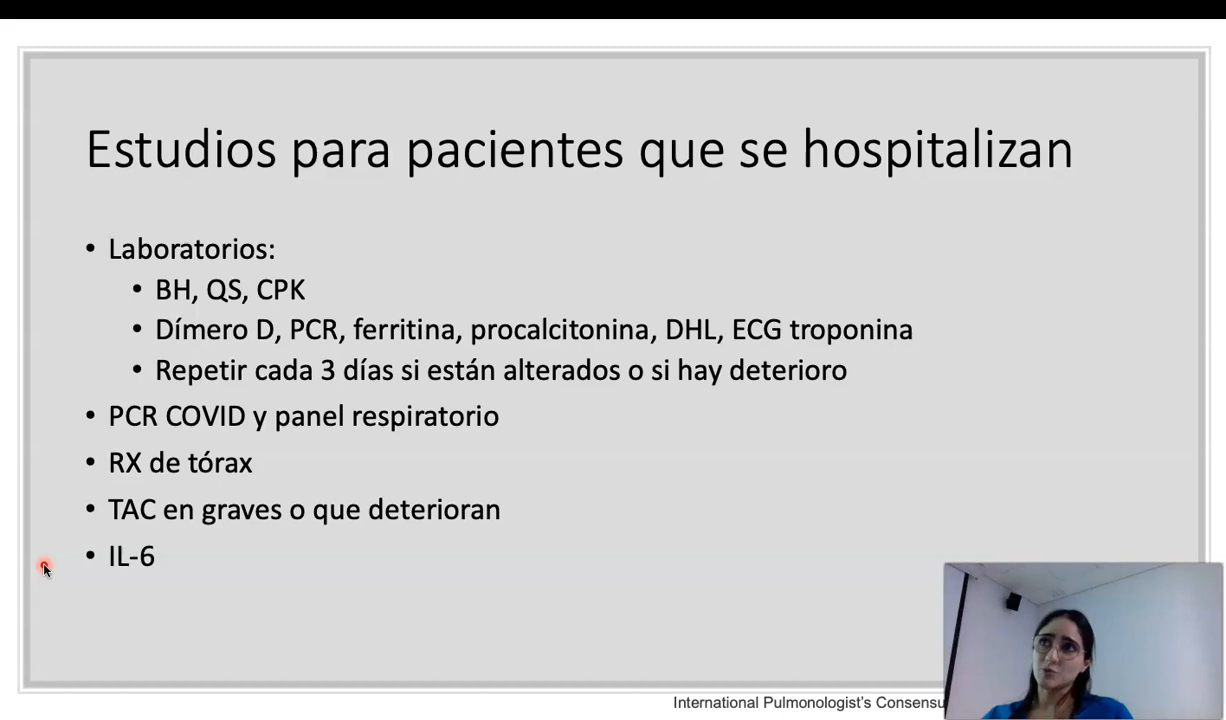 Estudios para pacientes que se hospitalizan
• Laboratorios:
• BH, QS, CPK
• Dímero D, PCR, ferritina, procalcitonina, DHL, ECG troponina
• Repetir cada 3 días si están alterados o si hay deterioro
• PCR COVID y panel respiratorio
• RX de tórax
• TAC en graves o que deterioran
• IL-6
International Pulmonologist's